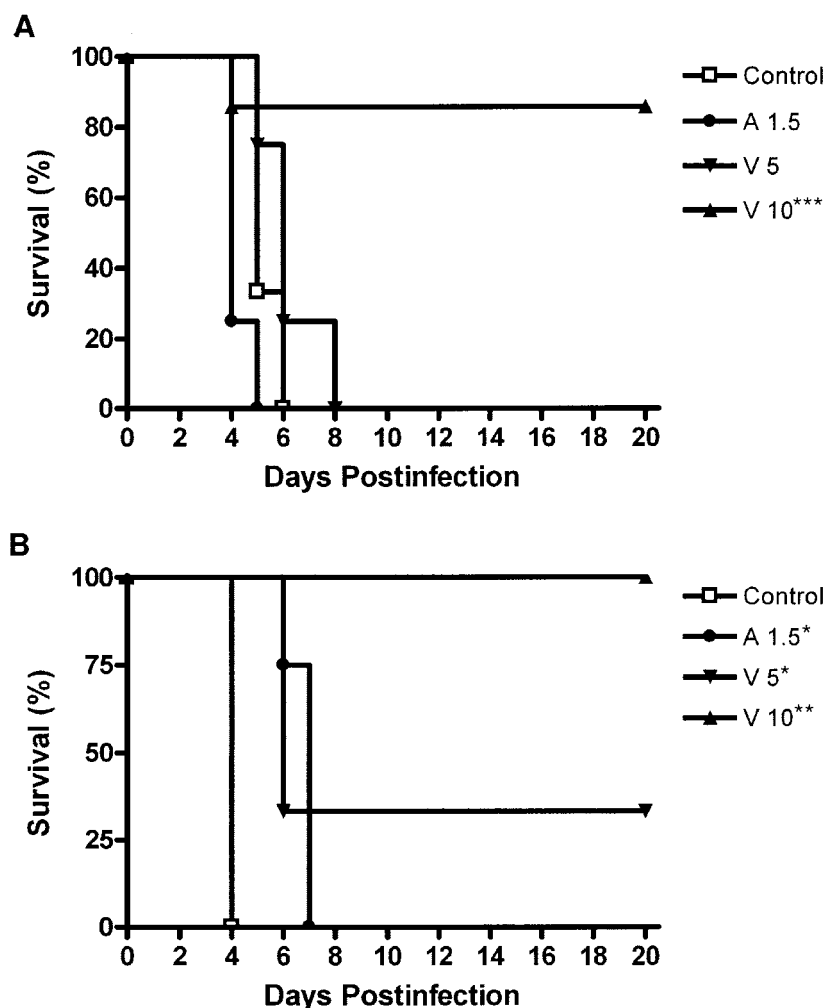 A
Survival (%)
100
80
60
40
20
0
0 2 4 6 8 10 12 14 16 18 20
Days Postinfection
Control
A 1.5
V 5
V 10***
B
Survival (%)
100
75
50
25
0
0 2 4 6 8 10 12 14 16 18 20
Days Postinfection
Control
A 1.5*
V 5*
V 10**